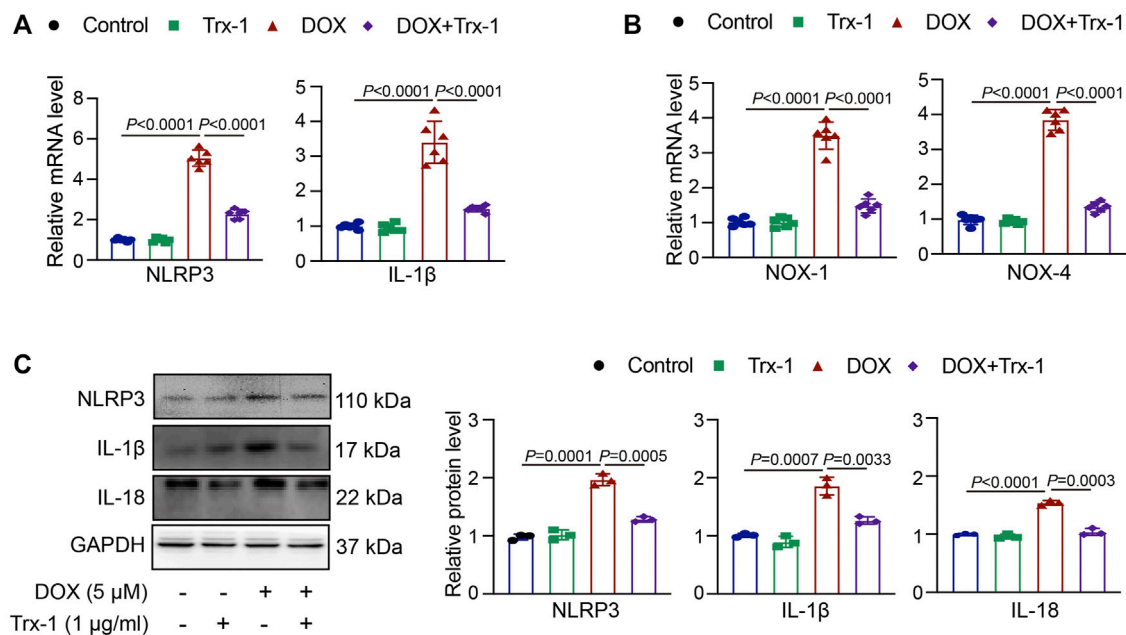 A
Control Trx-1 DOX DOX+Trx-1
Relative mRNA level
8
6
4
2
0
P<0.0001 P<0.0001
NLRP3
5
4
3
2
1
0
P<0.0001 P<0.0001
IL-1β
B
Control Trx-1 DOX DOX+Trx-1
Relative mRNA level
5
4
3
2
1
0
P<0.0001 P<0.0001
NOX-1
5
4
3
2
1
0
P<0.0001 P<0.0001
NOX-4
C
NLRP3 110 kDa
IL-1β 17 kDa
IL-18 22 kDa
GAPDH 37 kDa
DOX (5 μM) - - + +
Trx-1 (1 μg/ml) - + - +
Control Trx-1 DOX DOX+Trx-1
Relative protein level
3
2
1
0
P=0.0001 P=0.0005
NLRP3
3
2
1
0
P=0.0007 P=0.0033
IL-1β
3
2
1
0
P<0.0001 P=0.0003
IL-18